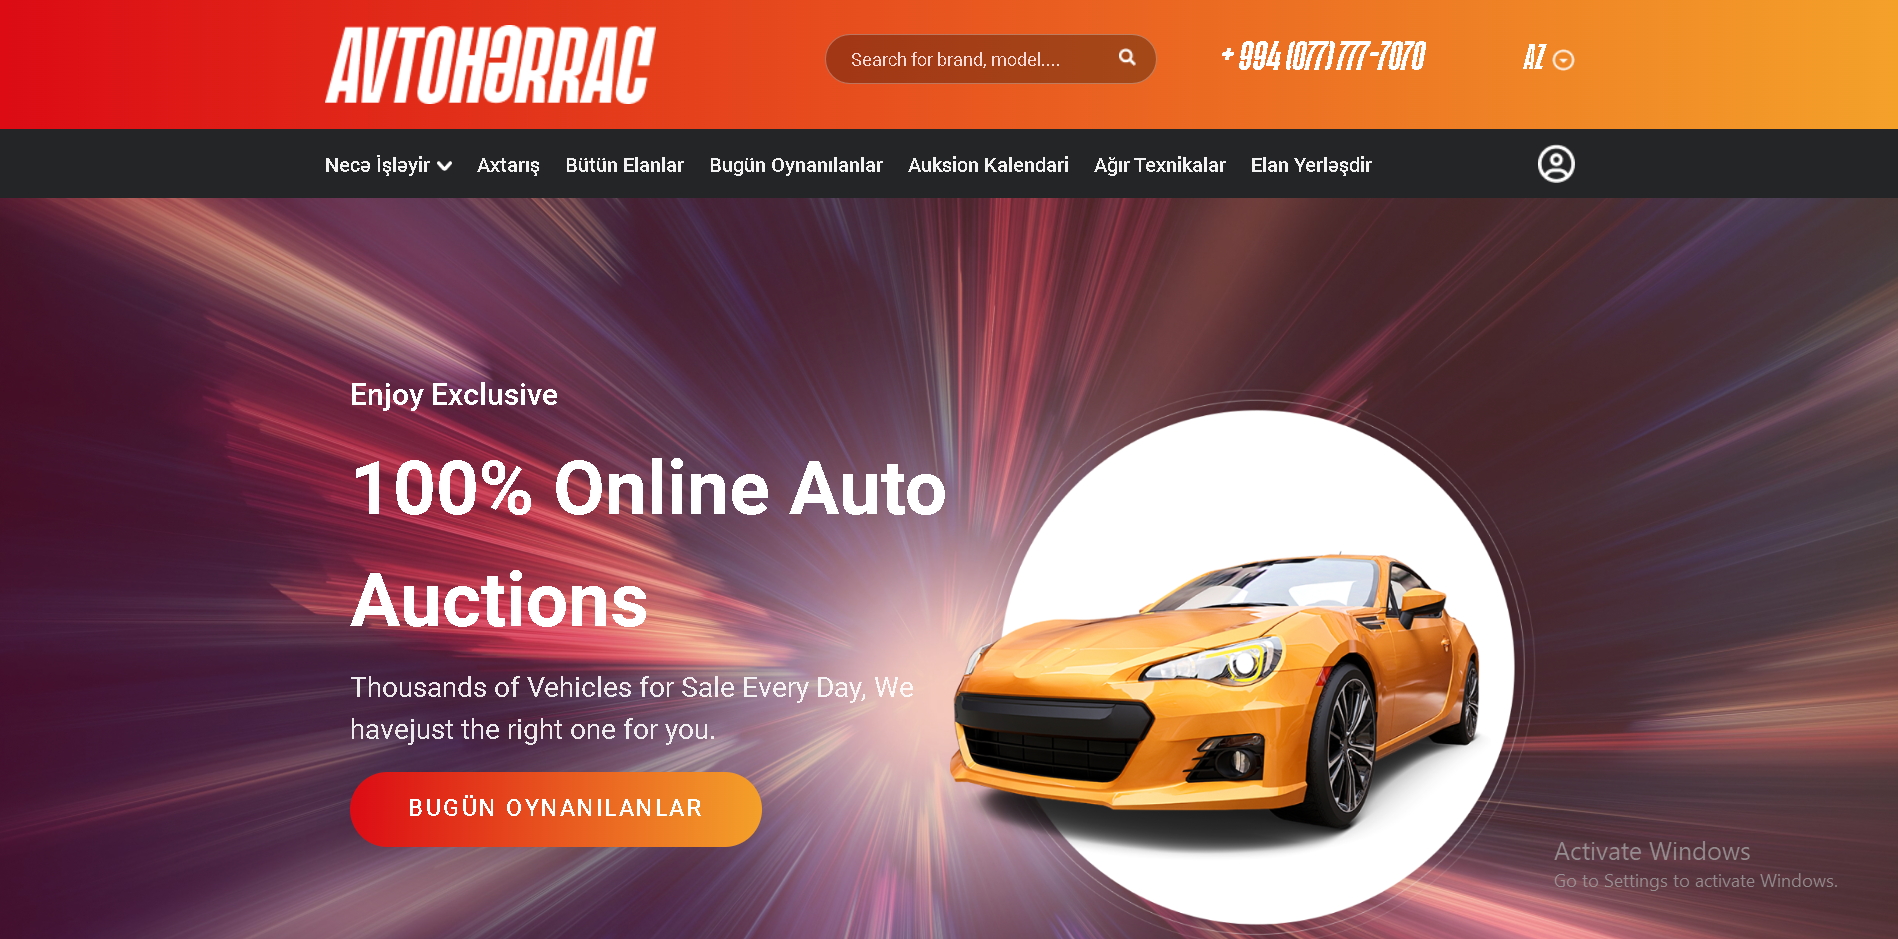 AVTOHƏRRAC
Search for brand, model....
+ 994 (077) 777-7070
AZ
Necə İşləyir
Axtarış
Bütün Elanlar
Bugün Oynanılanlar
Auksion Kalendari
Ağır Texnikalar
Elan Yerləşdir
Enjoy Exclusive
100% Online Auto
Auctions
Thousands of Vehicles for Sale Every Day, We
havejust the right one for you.
BUGÜN OYNANILANLAR
Activate Windows
Go to Settings to activate Windows.